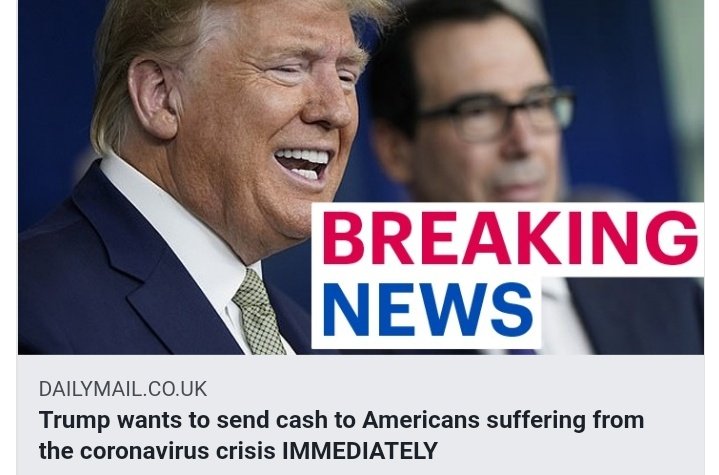 BREAKING
NEWS
DAILYMAIL.CO.UK
Trump wants to send cash to Americans suffering from
the coronavirus crisis IMMEDIATELY